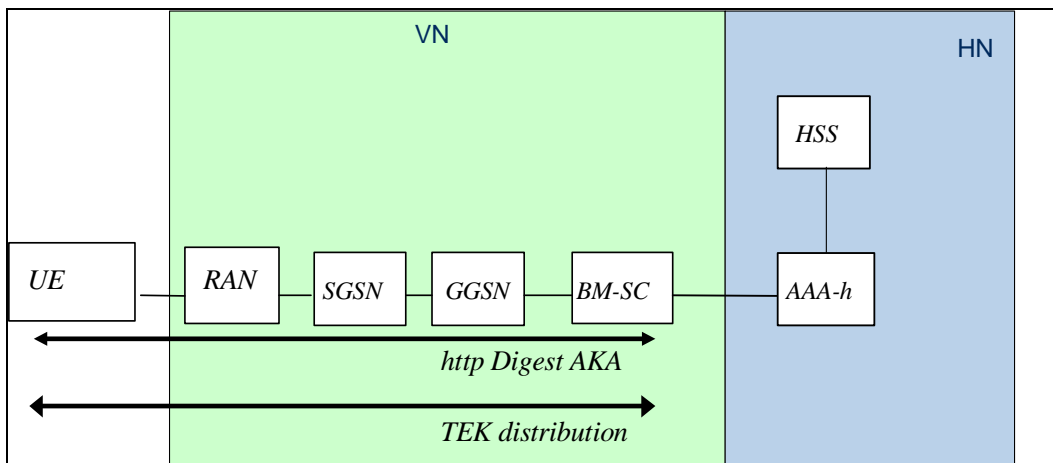 VN
HN
HSS
UE
RAN
SGSN
GGSN
BM-SC
AAA-h
http Digest AKA
TEK distribution